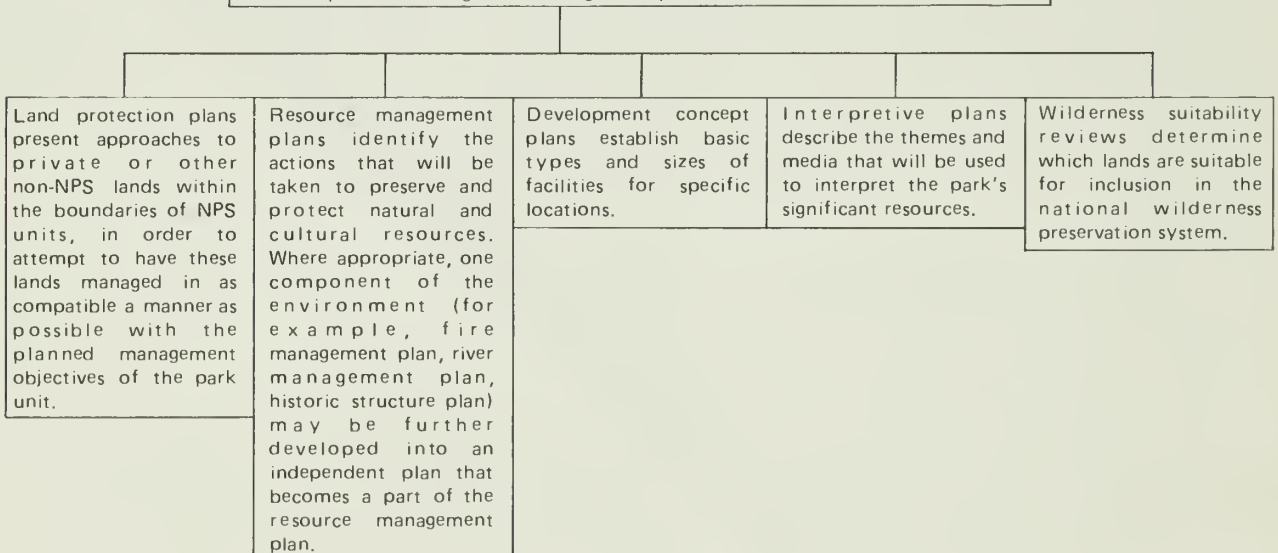 Land protection plans
present approaches to
private or other
non-NPS lands within
the boundaries of NPS
units, in order to
attempt to have these
lands managed in as
compatible a manner as
possible with the
planned management
objectives of the park
unit.
Resource management
plans identify the
actions that will be
taken to preserve and
protect natural and
cultural resources.
Where appropriate, one
component of the
environment (for
example, fire
management plan, river
management plan,
historic structure plan)
may be further
developed into an
independent plan that
becomes a part of the
resource management
plan.
Development concept
plans establish basic
types and sizes of
facilities for specific
locations.
Interpretive plans
describe the themes and
media that will be used
to interpret the park's
significant resources.
Wilderness suitability
reviews determine
which lands are suitable
for inclusion in the
national wilderness
preservation system.